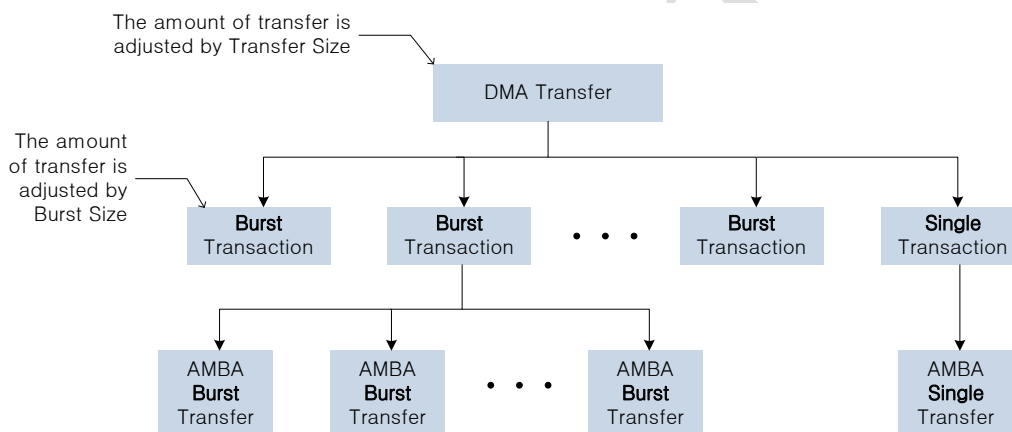 The amount of transfer is
adjusted by Transfer Size
DMA Transfer
The amount
of transfer is
adjusted by
Burst Size
Burst
Transaction
Burst
Transaction
• • •
Burst
Transaction
Single
Transaction
AMBA
Burst
Transfer
AMBA
Burst
Transfer
• • •
AMBA
Burst
Transfer
AMBA
Single
Transfer